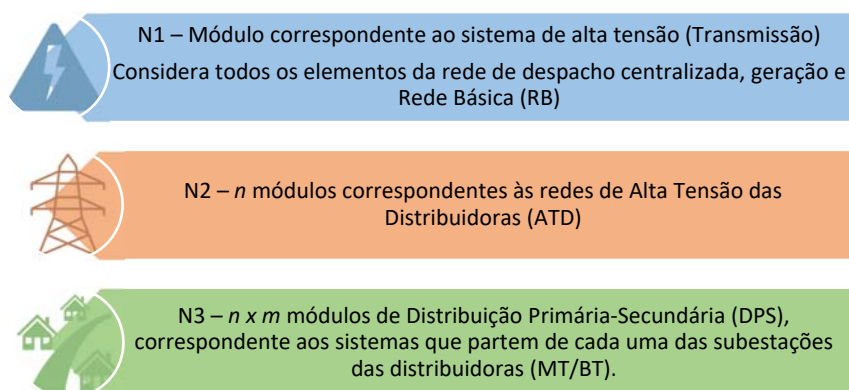 N1 – Módulo correspondente ao sistema de alta tensão (Transmissão)
Considera todos os elementos da rede de despacho centralizada, geração e
Rede Básica (RB)
N2 – n módulos correspondentes às redes de Alta Tensão das
Distribuidoras (ATD)
N3 – n x m módulos de Distribuição Primária-Secundária (DPS),
correspondente aos sistemas que partem de cada uma das subestações
das distribuidoras (MT/BT).